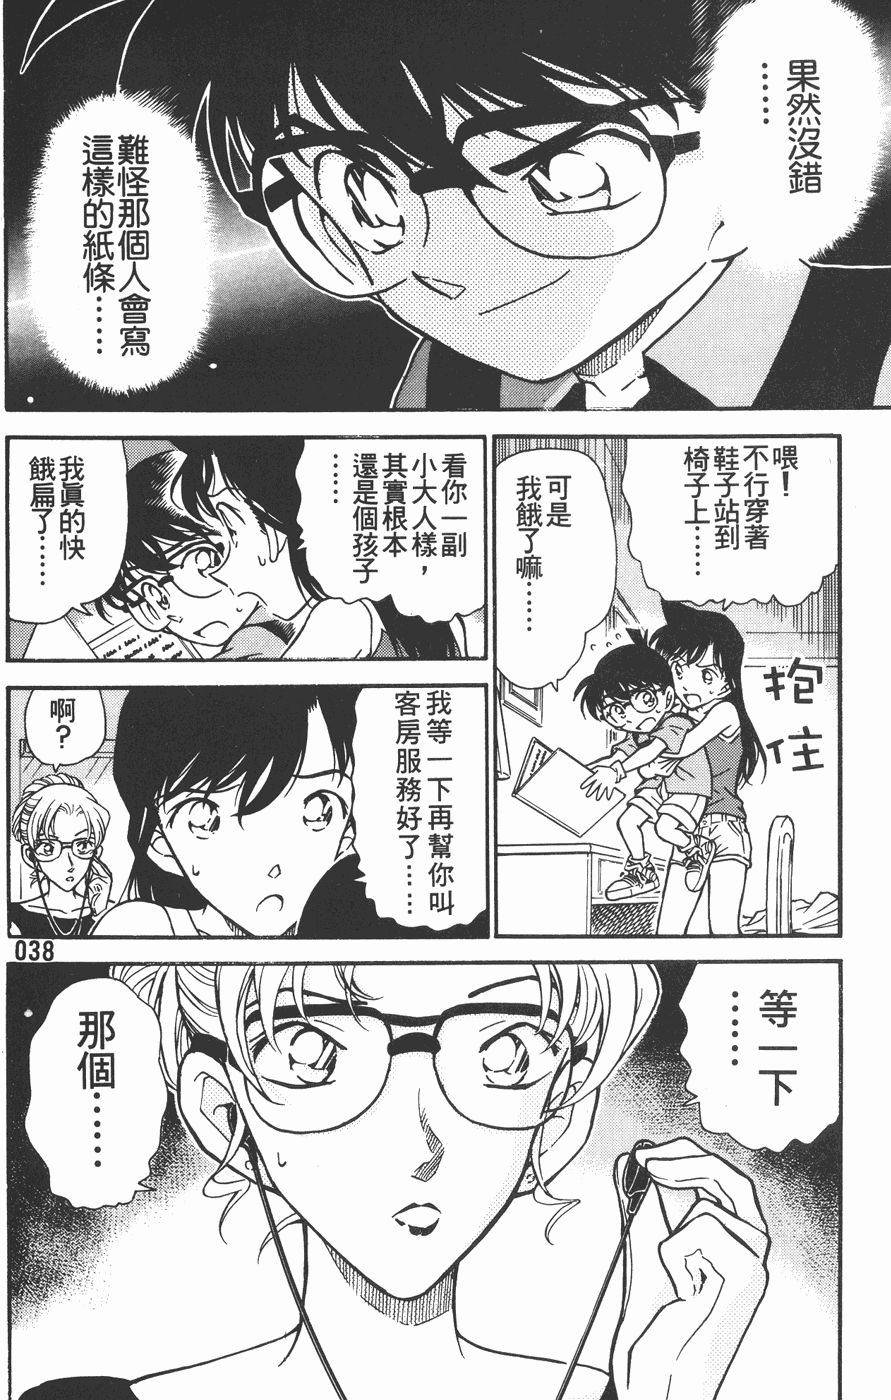 果然沒錯
……
難怪那個人會寫
這樣的紙條……
喂！
不行穿著
鞋子站到
椅子上……
可是
我餓了嘛……
抱住
看你一副
小大人樣，
其實根本
還是個孩子
……
我真的快
餓扁了……
我等一下再幫你叫
客房服務好了……
啊？
038
等一下
……
那個……